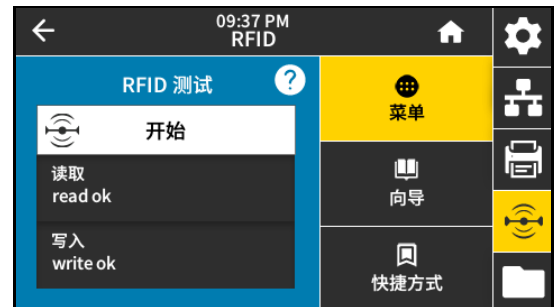 09:37 PM
RFID
RFID 测试
?
开始
读取
read ok
写入
write ok
菜单
向导
快捷方式